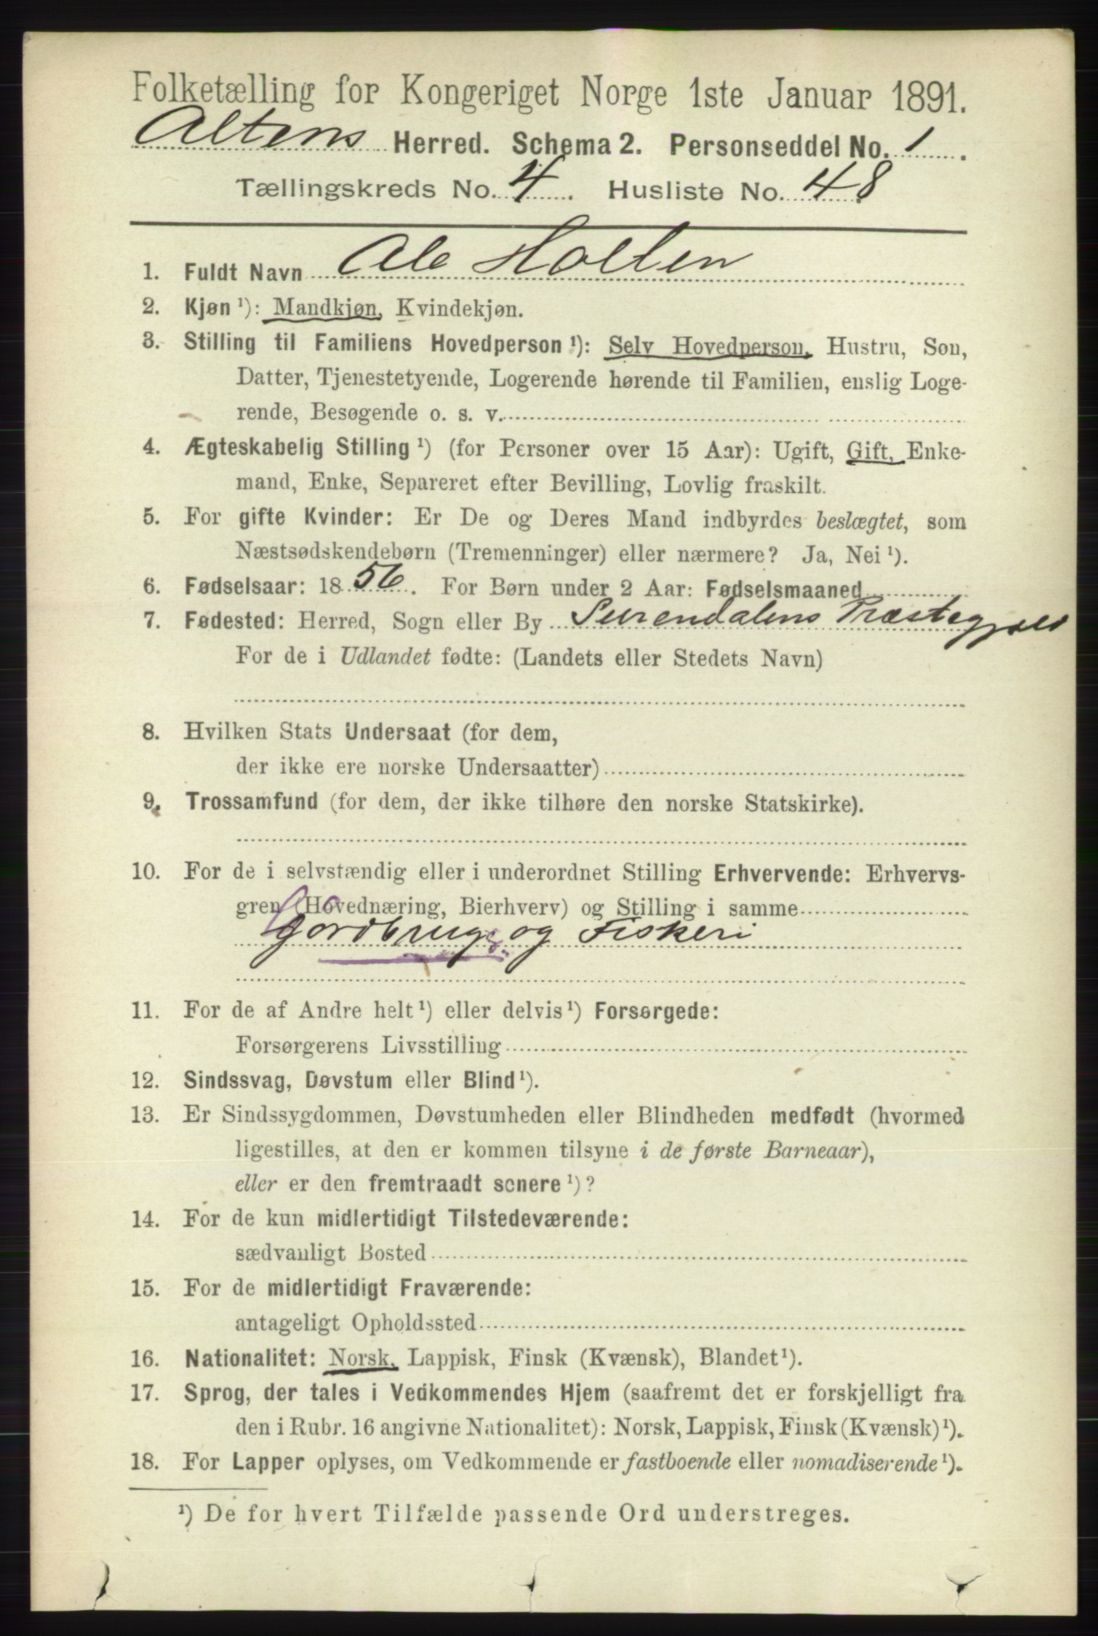 Folketælling for Kongeriget Norge 1ste Januar 1891.
Altens Herred. Schema 2. Personseddel No. 1.
Tællingskreds No. 4. Husliste No. 48
1. Fuldt Navn Ole Holten
2. Kjøn ¹): Mandkjøn, Kvindekjøn.
3. Stilling til Familiens Hovedperson ¹): Selv Hovedperson, Hustru, Søn,
Datter, Tjenestetyende, Logerende hørende til Familien, enslig Loge-
rende, Besøgende o. s. v.
4. Ægteskabelig Stilling ¹) (for Personer over 15 Aar): Ugift, Gift, Enke-
mand, Enke, Separeret efter Bevilling, Lovlig fraskilt.
5. For gifte Kvinder: Er De og Deres Mand indbyrdes beslægtet, som
Næstsødskendebørn (Tremenninger) eller nærmere? Ja, Nei ¹).
6. Fødselsaar: 1856. For Børn under 2 Aar: Fødselsmaaned
7. Fødested: Herred, Sogn eller By Surendalens Præstegjæld
For de i Udlandet fødte: (Landets eller Stedets Navn)
8. Hvilken Stats Undersaat (for dem,
der ikke ere norske Undersaatter)
9. Trossamfund (for dem, der ikke tilhøre den norske Statskirke).
10. For de i selvstændig eller i underordnet Stilling Erhvervende: Erhvervs-
gren (Hovednæring, Bierhverv) og Stilling i samme
Gordbrug og Fiskeri
11. For de af Andre helt ¹) eller delvis ¹) Forsørgede:
Forsørgerens Livsstilling
12. Sindssvag, Døvstum eller Blind ¹).
13. Er Sindssygdommen, Døvstumheden eller Blindheden medfødt (hvormed
ligestilles, at den er kommen tilsyne i de første Barneaar),
eller er den fremtraadt senere ¹)?
14. For de kun midlertidigt Tilstedeværende:
sædvanligt Bosted
15. For de midlertidigt Fraværende:
antageligt Opholdssted
16. Nationalitet: Norsk, Lappisk, Finsk (Kvænsk), Blandet ¹).
17. Sprog, der tales i Vedkommendes Hjem (saafremt det er forskjelligt fra
den i Rubr. 16 angivne Nationalitet): Norsk, Lappisk, Finsk (Kvænsk) ¹).
18. For Lapper oplyses, om Vedkommende er fastboende eller nomadiserende ¹).
¹) De for hvert Tilfælde passende Ord understreges.